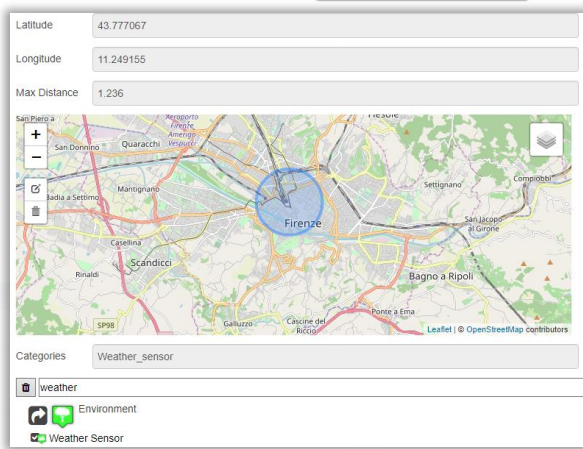 Latitude
43.777067
Longitude
11.249155
Max Distance
1.236
San Piero a
Aeroporto
Firenze
Amerigo
Vespucci
+
−
San Donnino
Quaracchi
Compiobbi
Mantignano
Settignano
Badia a Settimo
Firenze
San Jacopo
al Girone
Casellina
Scandicci
Rinaldi
Bagno a Ripoli
Ponte a Ema
SP98
Galluzzo
Cascine del
Riccio
Leaflet | © OpenStreetMap contributors
Categories
Weather_sensor
weather
Environment
Weather Sensor